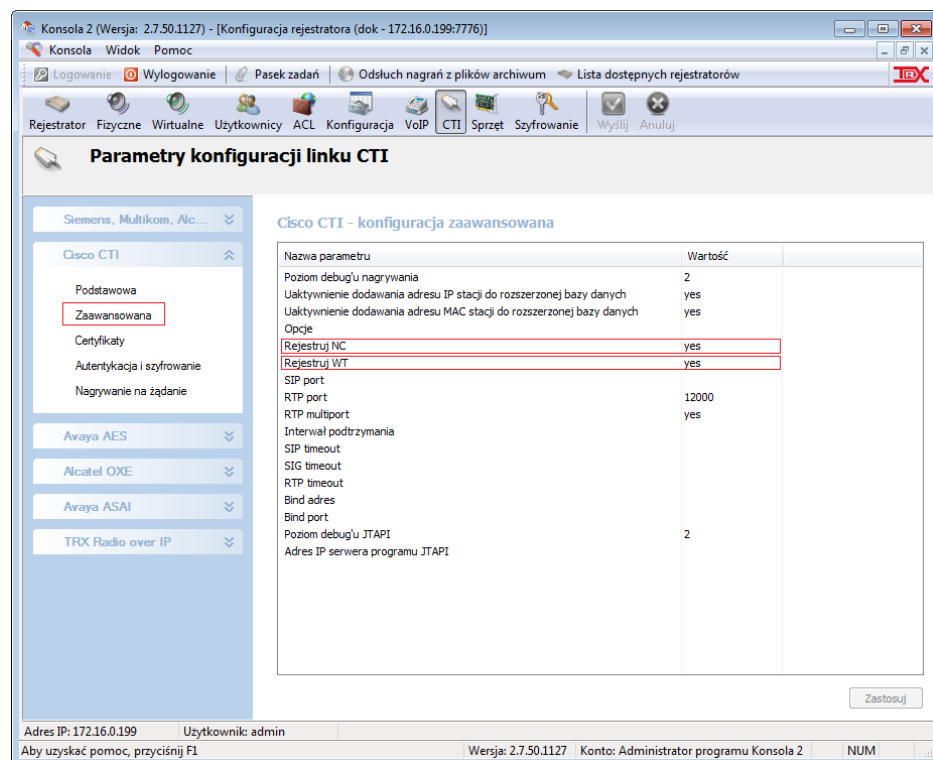 Konsola 2 (Wersja: 2.7.50.1127) - [Konfiguracja rejestratora (dok - 172.16.0.199:7776)]
Konsola Widok Pomoc
Logowanie Wylogowanie Pasek zadań Odsłuch nagrań z plików archiwum Lista dostępnych rejestratorów TRX
Rejestrator Fizyczne Wirtualne Użytkownicy ACL Konfiguracja VoIP CTI Sprzęt Szyfrowanie Wyślij Anuluj
Parametry konfiguracji linku CTI
Siemens, Multikom, Alc...
Cisco CTI
Podstawowa
Zaawansowana
Certyfikaty
Autentykacja i szyfrowanie
Nagrywanie na żądanie
Avaya AES
Alcatel OXE
Avaya ASAI
TRX Radio over IP
Cisco CTI - konfiguracja zaawansowana
Nazwa parametru Wartość
Poziom debug'u nagrywania 2
Uaktywnienie dodawania adresu IP stacji do rozszerzonej bazy danych yes
Uaktywnienie dodawania adresu MAC stacji do rozszerzonej bazy danych yes
Opcje
Rejestruj NC yes
Rejestruj WT yes
SIP port
RTP port 12000
RTP multiport yes
Interwał podtrzymania
SIP timeout
SIG timeout
RTP timeout
Bind adres
Bind port
Poziom debug'u JTAPI 2
Adres IP serwera programu JTAPI
Zastosuj
Adres IP: 172.16.0.199 Użytkownik: admin
Aby uzyskać pomoc, przyciśnij F1 Wersja: 2.7.50.1127 Konto: Administrator programu Konsola 2 NUM